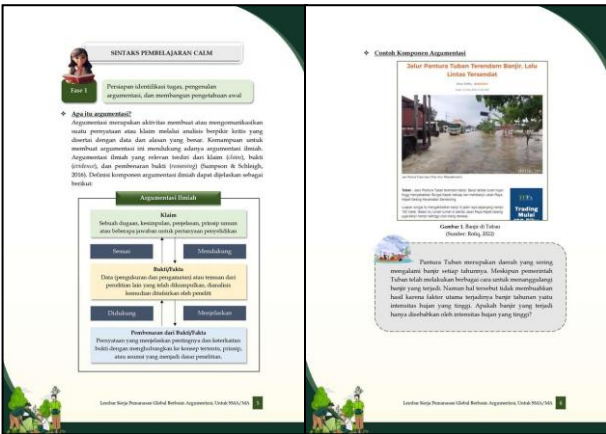 SINTAKS PEMBELAJARAN CALM
Fase 1
Persiapan identifikasi tugas, pengenalan
argumentasi, dan membangun pengetahuan awal
❖ Apa itu argumentasi?
Argumentasi merupakan aktivitas membuat atau mengomunikasikan
suatu pernyataan atau klaim melalui analisis berpikir kritis yang
disertai dengan data dan alasan yang benar. Kemampuan untuk
membuat argumentasi ini mendukung adanya argumentasi ilmiah.
Argumentasi ilmiah yang relevan terdiri dari klaim (claim), bukti
(evidence), dan pembenaran bukti (reasoning) (Sampson & Schleigh,
2016). Definisi komponen argumentasi ilmiah dapat dijelaskan sebagai
berikut:
Argumentasi Ilmiah
Klaim
Sebuah dugaan, kesimpulan, penjelasan, prinsip umum
atau beberapa jawaban untuk pertanyaan penyelidikan
Sesuai
Mendukung
Bukti/Fakta
Data (pengukuran dan pengamatan) atau temuan dari
penelitian lain yang telah dikumpulkan, dianalisis
kemudian ditafsirkan oleh peneliti
Didukung
Menjelaskan
Pembenaran dari Bukti/Fakta
Pernyataan yang menjelaskan pentingnya dan keterkaitan
bukti dengan menghubungkan ke konsep tertentu, prinsip,
atau asumsi yang menjadi dasar penelitian.
Lembar Kerja Pemanasan Global Berbasis Argumentasi, Untuk SMA/MA
5
❖ Contoh Komponen Argumentasi
Jalur Pantura Tuban Terendam Banjir, Lalu
Lintas Tersendat
Trading
Mulai
Gambar 1. Banjir di Tuban
(Sumber: 2022)
Pantura Tuban merupakan daerah yang sering
mengalami banjir setiap tahunnya. Meskipun pemerintah
Tuban telah melakukan berbagai cara untuk menanggulangi
banjir yang terjadi. Namun hal tersebut tidak membuahkan
hasil karena faktor utama terjadinya banjir tahunan yaitu
intensitas hujan yang tinggi. Apakah banjir yang terjadi
hanya disebabkan oleh intensitas hujan yang tinggi?
Lembar Kerja Pemanasan Global Berbasis Argumentasi, Untuk SMA/MA
6